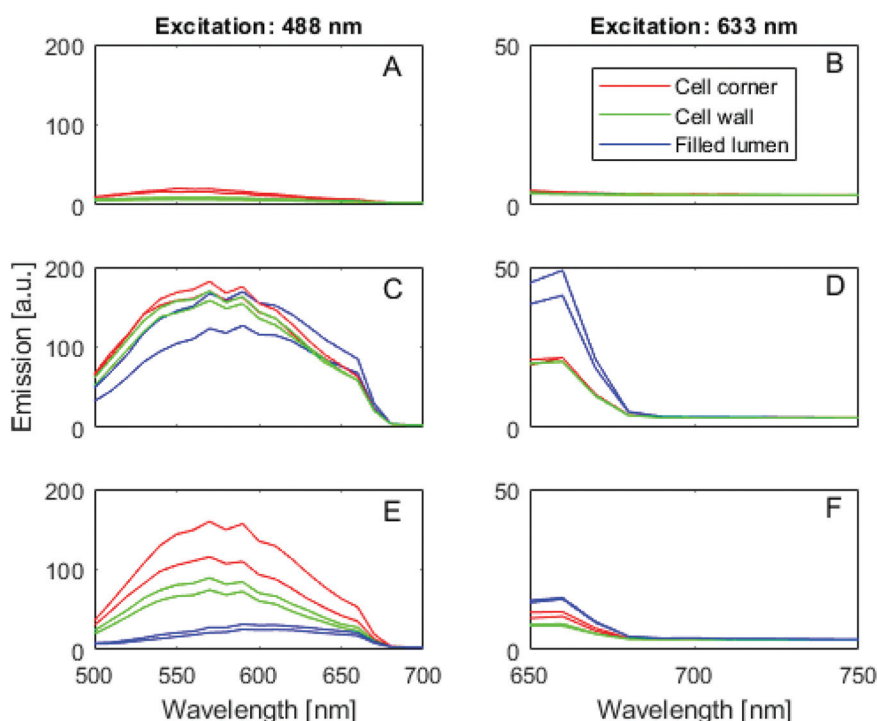 Excitation: 488 nm
Excitation: 633 nm
200
100
0
A
50
0
B
Cell corner
Cell wall
Filled lumen
Emission [a.u.]
200
100
0
C
50
0
D
200
100
0
E
50
0
F
500
550
600
650
700
650
700
750
Wavelength [nm]
Wavelength [nm]